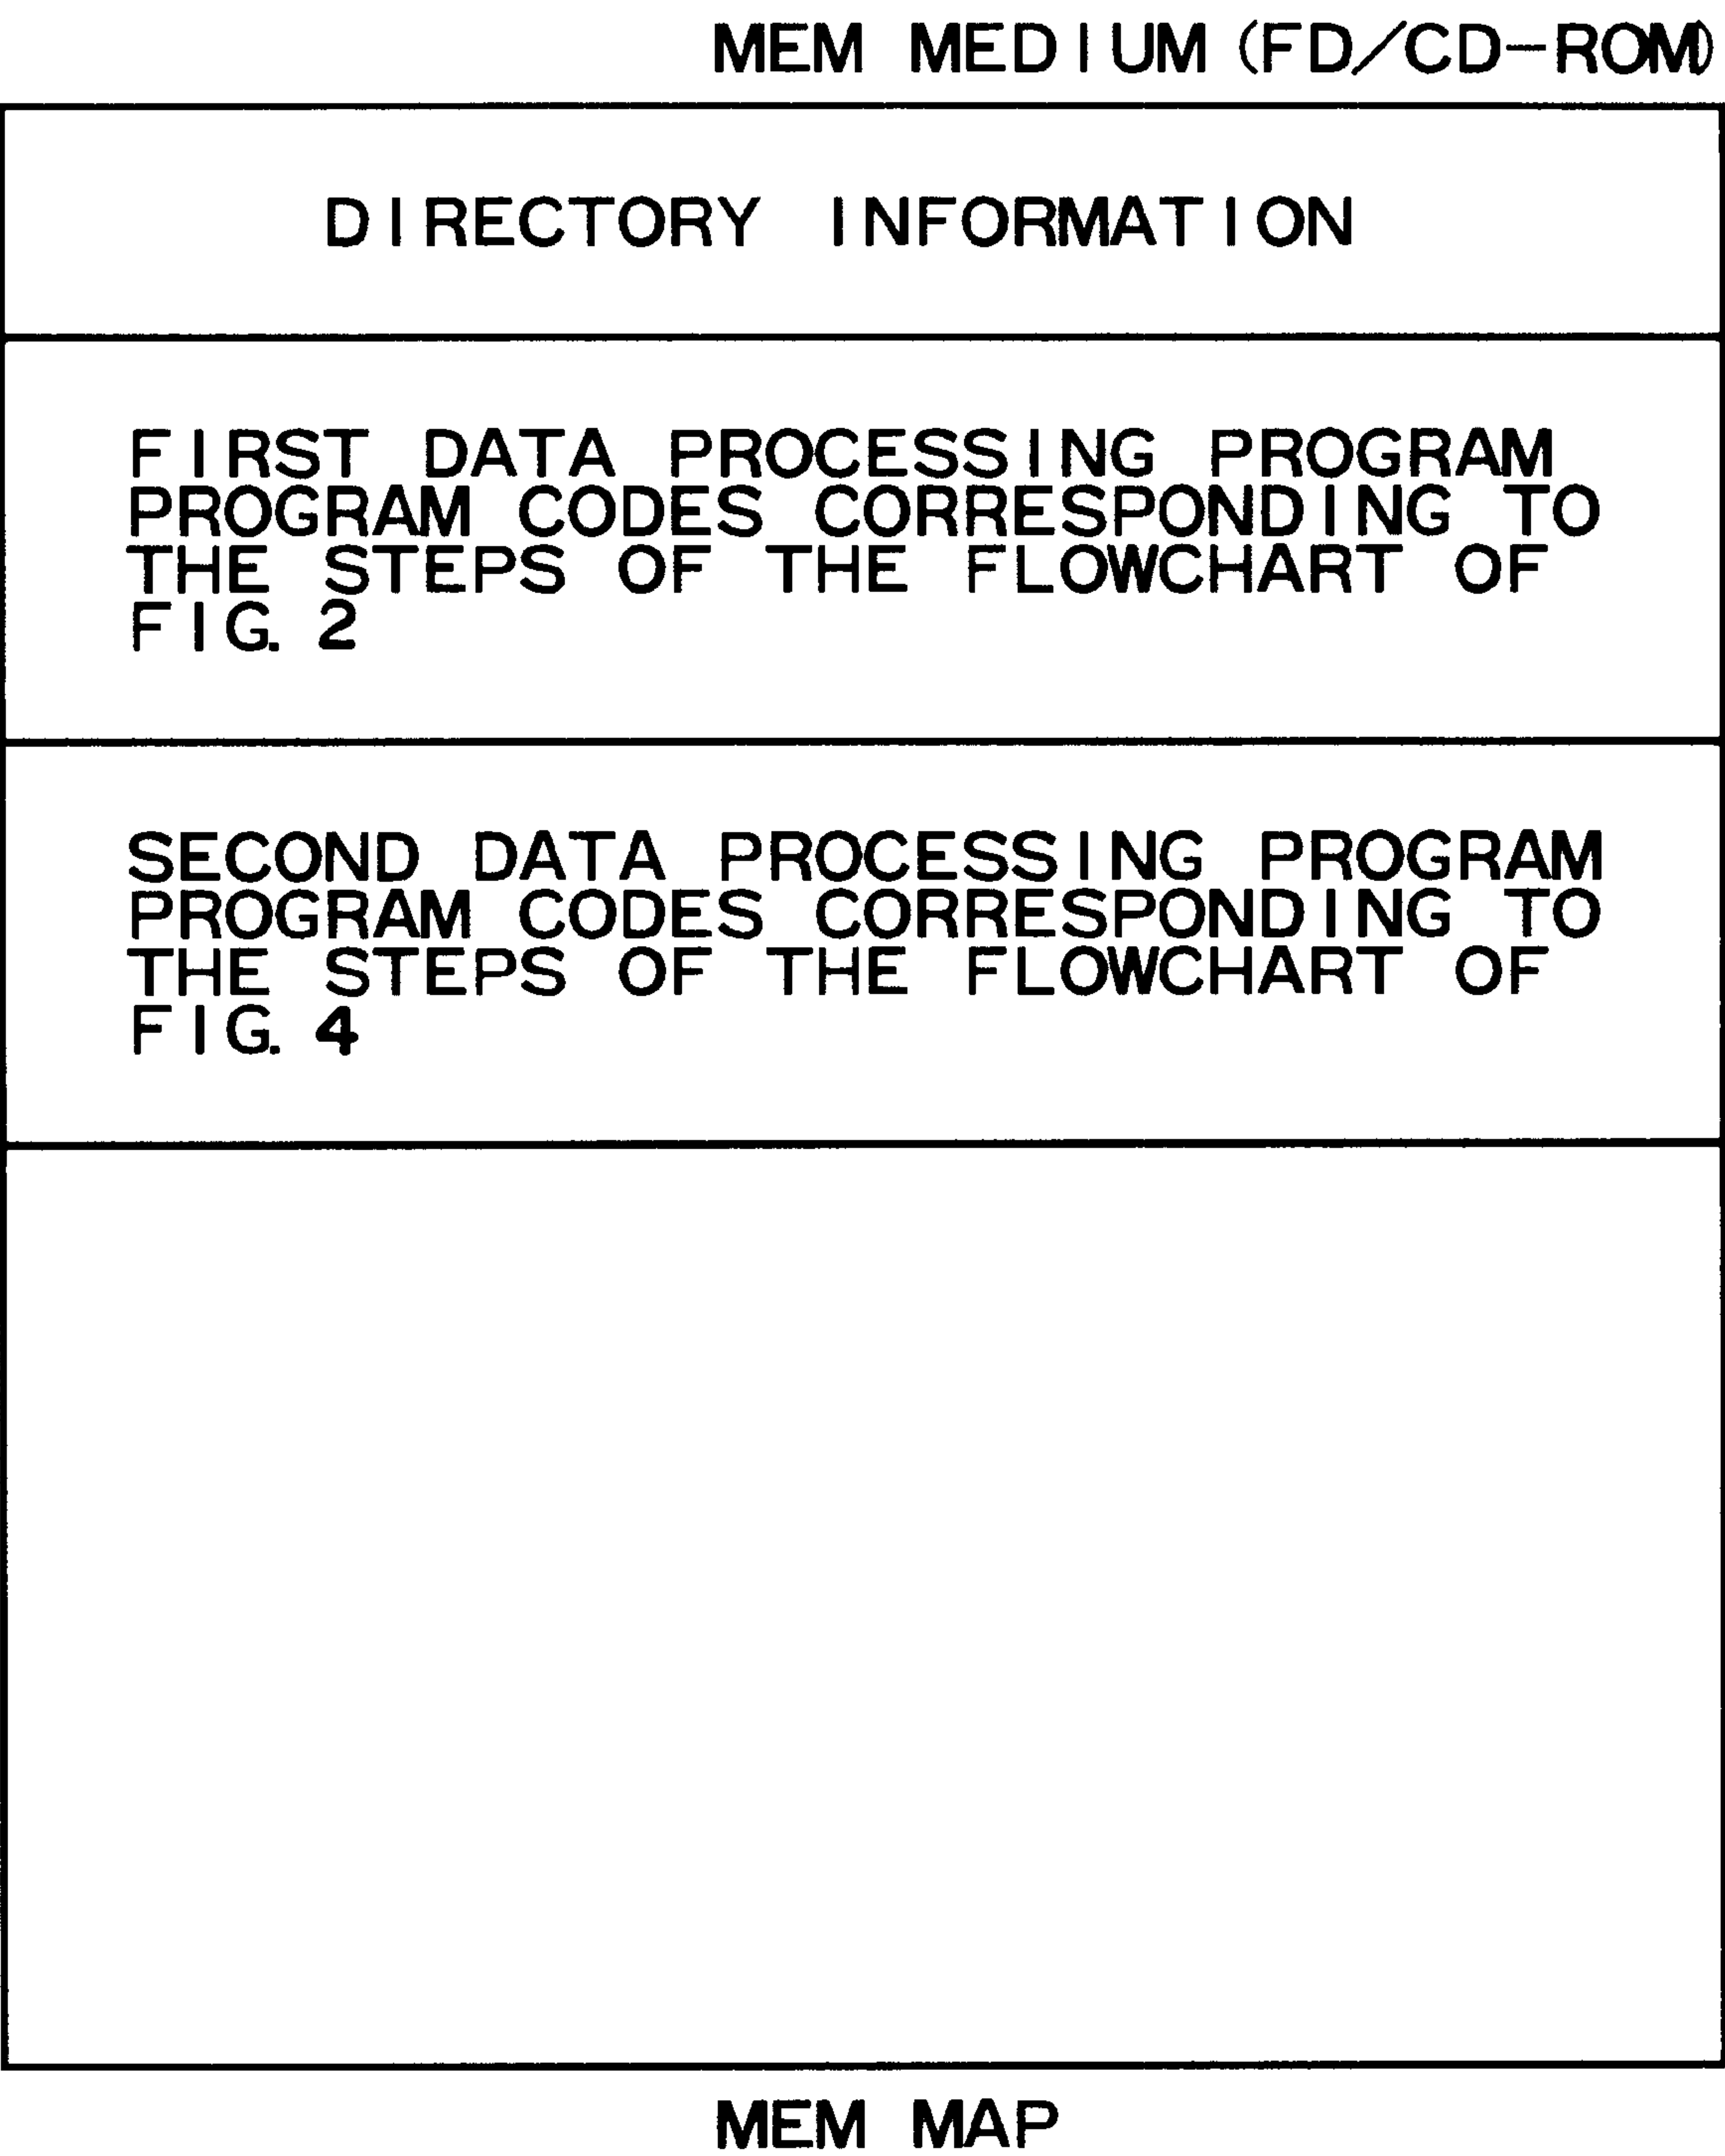 MEM MEDIUM (FD/CD-ROM)
DIRECTORY INFORMATION
FIRST DATA PROCESSING PROGRAM
PROGRAM CODES CORRESPONDING TO
THE STEPS OF THE FLOWCHART OF
FIG. 2
SECOND DATA PROCESSING PROGRAM
PROGRAM CODES CORRESPONDING TO
THE STEPS OF THE FLOWCHART OF
FIG. 4
MEM MAP